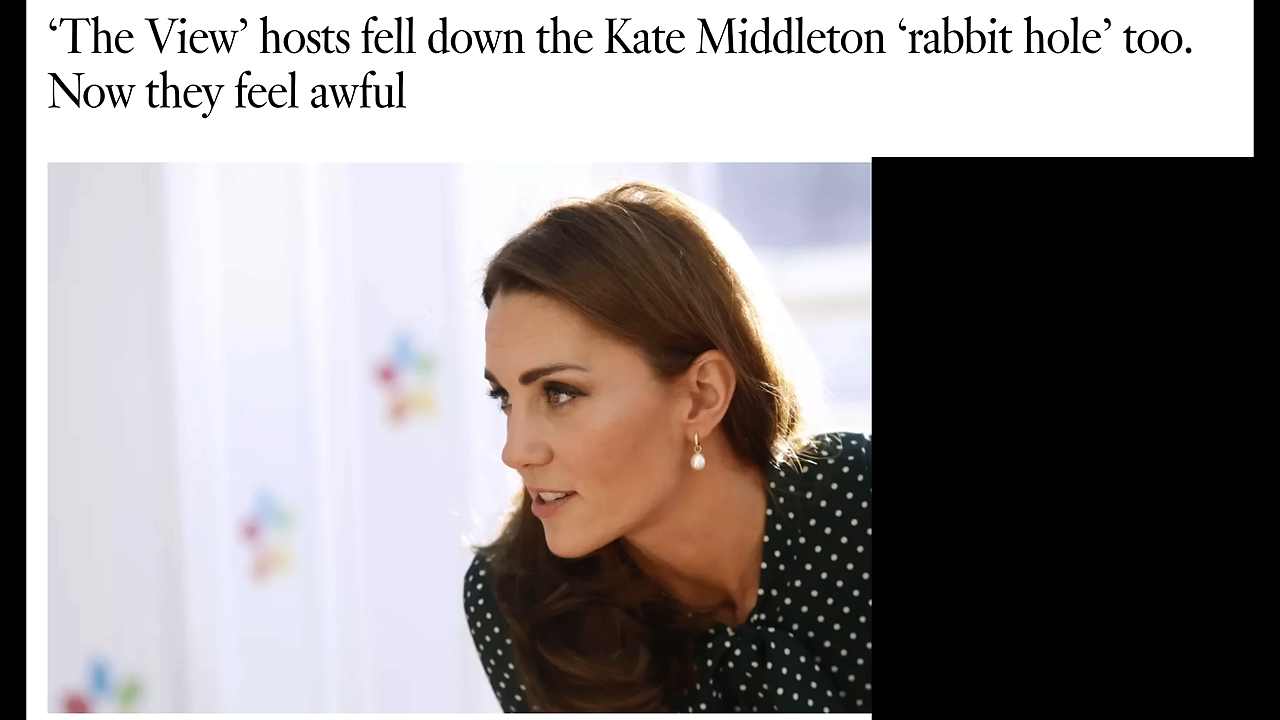 ‘The View’ hosts fell down the Kate Middleton ‘rabbit hole’ too.
Now they feel awful